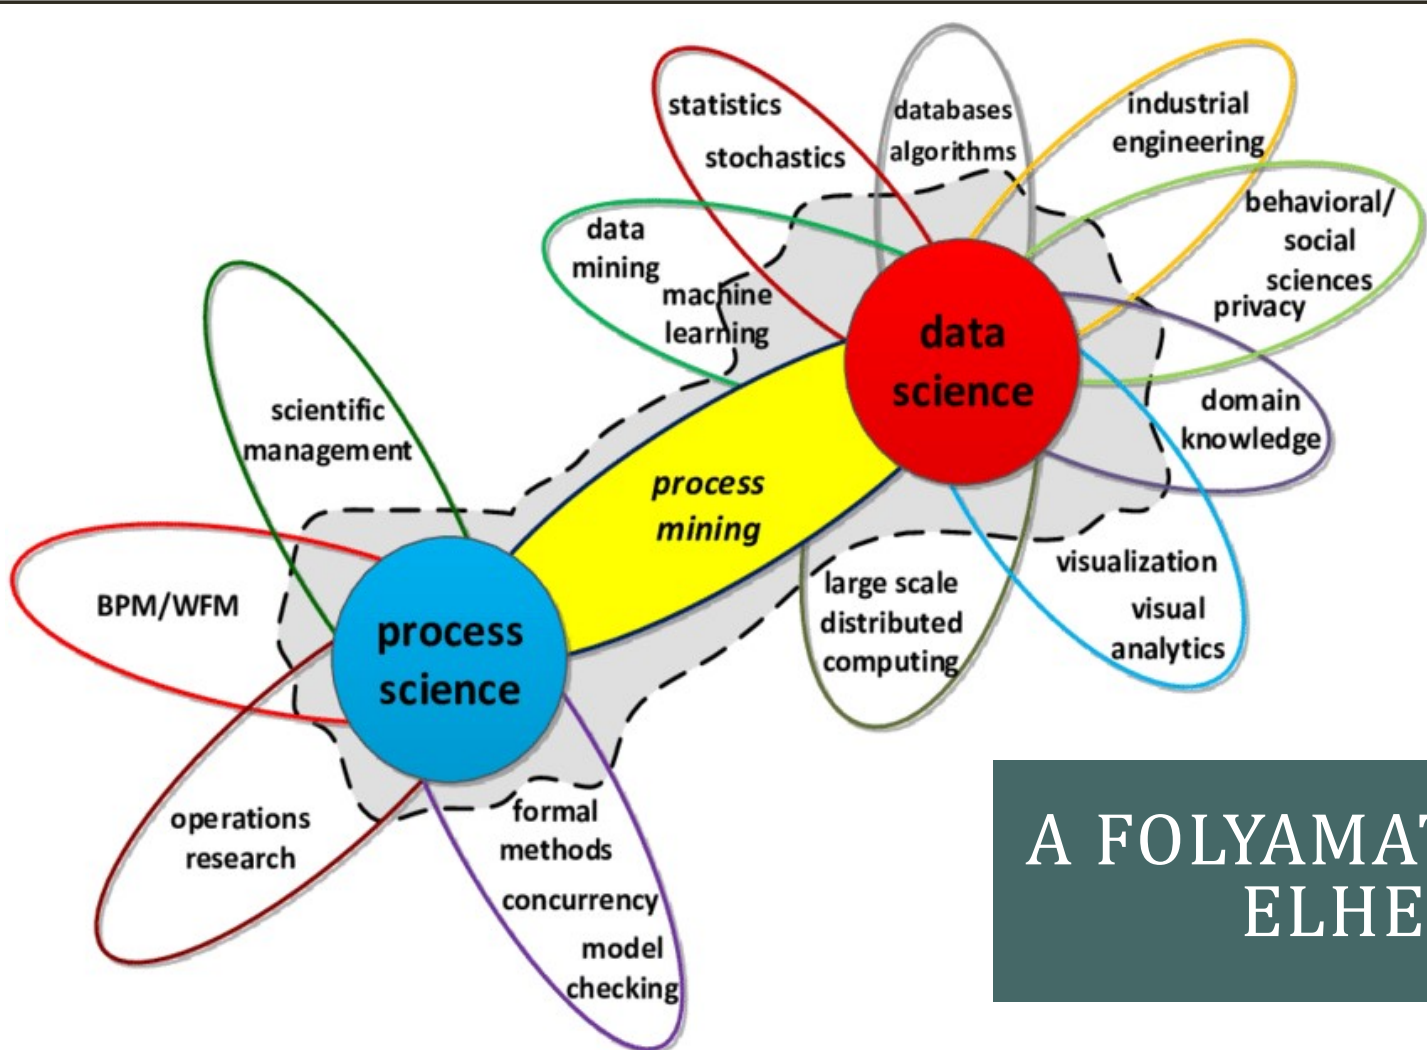 statistics
stochastics
databases
algorithms
industrial
engineering
behavioral/
social
sciences
privacy
data
mining
machine
learning
data
science
domain
knowledge
scientific
management
process
mining
visualization
visual
analytics
large scale
distributed
computing
BPM/WFM
process
science
operations
research
formal
methods
concurrency
model
checking
A FOLYAMAT
ELHE